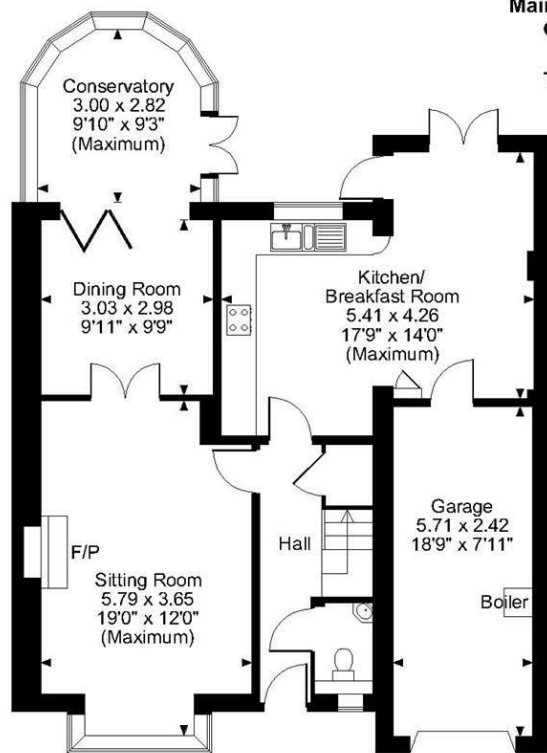 Main
Conservatory
3.00 x 2.82
9'10" x 9'3"
(Maximum)
Dining Room
3.03 x 2.98
9'11" x 9'9"
Kitchen/
Breakfast Room
5.41 x 4.26
17'9" x 14'0"
(Maximum)
F/P
Sitting Room
5.79 x 3.65
19'0" x 12'0"
(Maximum)
Hall
Garage
5.71 x 2.42
18'9" x 7'11"
Boiler